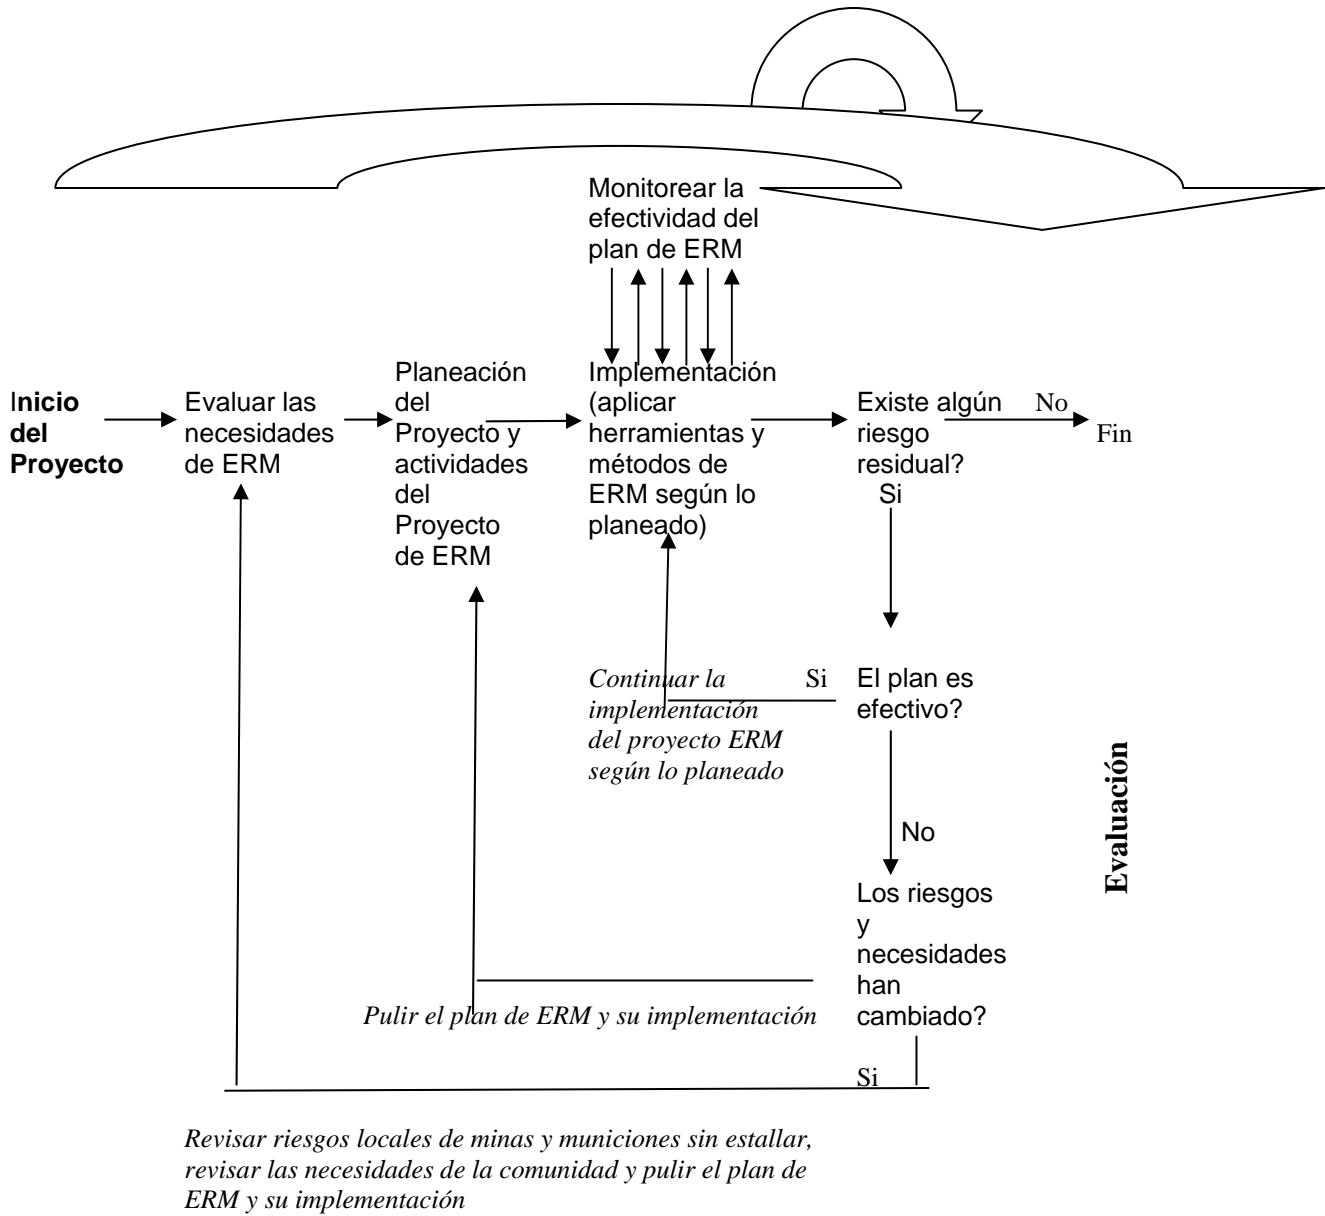 Monitorear la
efectividad del
plan de ERM
Inicio
del
Proyecto
Evaluar las
necesidades
de ERM
Planeación
del
Proyecto y
actividades
del
Proyecto
de ERM
Implementación
(aplicar
herramientas y
métodos de
ERM según lo
planeado)
Existe algún
riesgo
residual?
No
Fin
Si
Continuar la
implementación
del proyecto ERM
según lo planeado
Si
El plan es
efectivo?
No
Evaluación
Los riesgos
y
necesidades
han
cambiado?
Pulir el plan de ERM y su implementación
Si
Revisar riesgos locales de minas y municiones sin estallar,
revisar las necesidades de la comunidad y pulir el plan de
ERM y su implementación